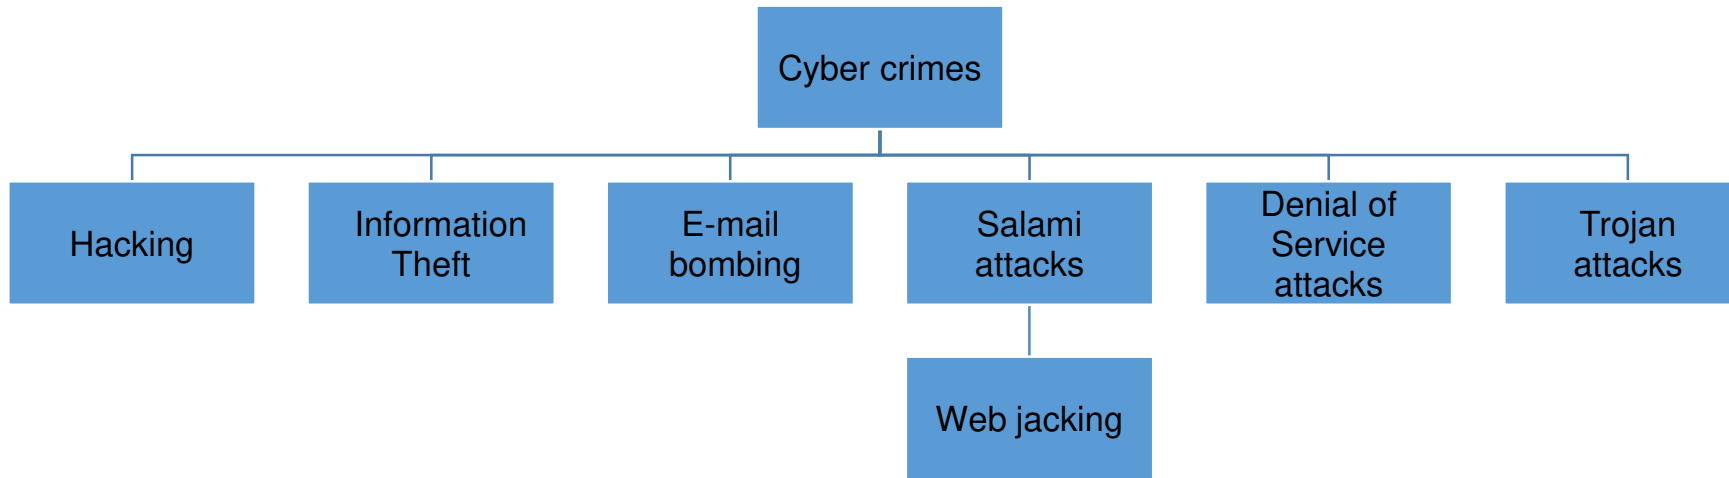 Cyber crimes
Hacking
Information
Theft
E-mail
bombing
Salami
attacks
Denial of
Service
attacks
Trojan
attacks
Web jacking